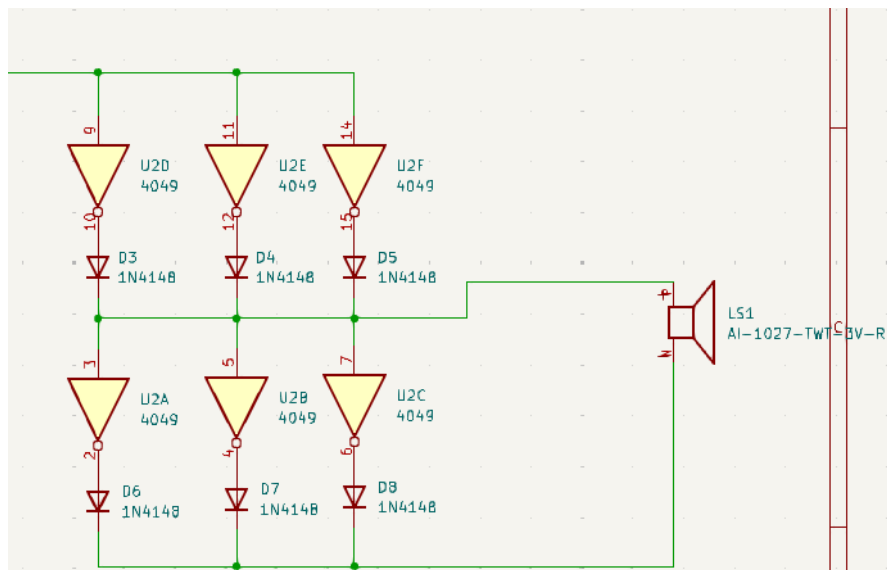 9
11
14
U2D
4049
U2E
4049
U2F
4049
10
12
15
D3
1N4148
D4
1N4148
D5
1N4148
P
+
LS1
AI-1027-TWT-3V-R
C
N
-
3
5
7
U2A
4049
U2B
4049
U2C
4049
2
4
6
D6
1N4148
D7
1N4148
D8
1N4148